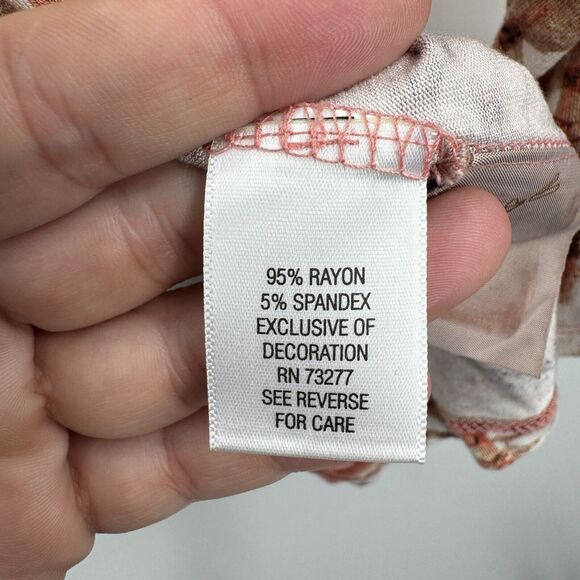 95% RAYON
5% SPANDEX
EXCLUSIVE OF
DECORATION
RN 73277
SEE REVERSE
FOR CARE